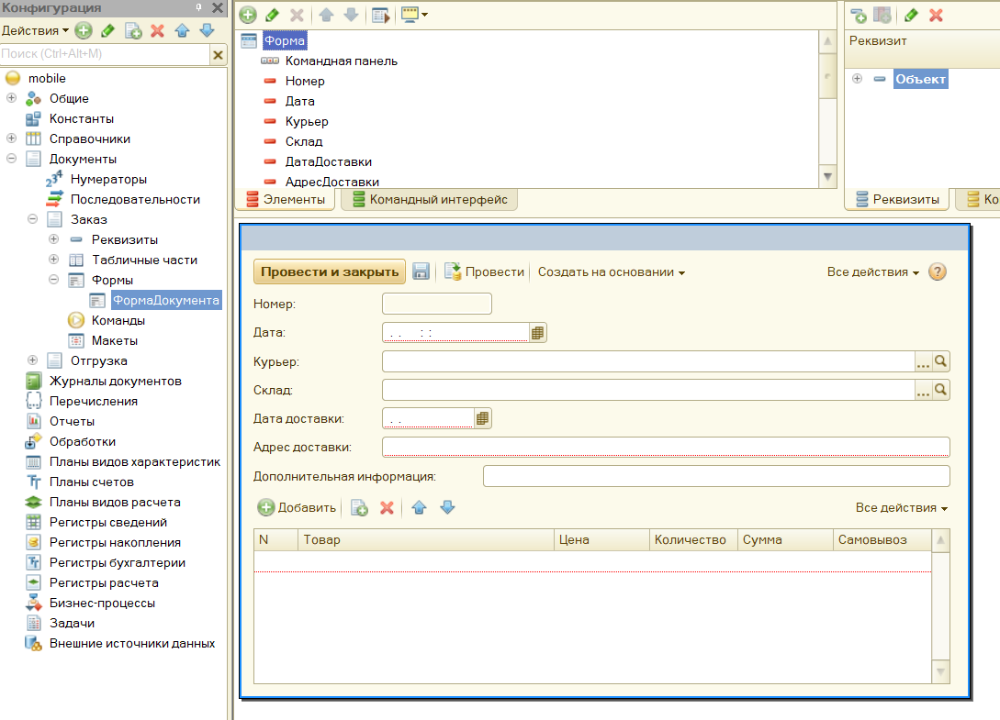 Конфигурация
Действия
Поиск (Ctrl+Alt+M)
mobile
Общие
Константы
Справочники
Документы
Нумераторы
Последовательности
Заказ
Реквизиты
Табличные части
Формы
ФормаДокумента
Команды
Макеты
Отгрузка
Журналы документов
Перечисления
Отчеты
Обработки
Планы видов характеристик
Планы счетов
Планы видов расчета
Регистры сведений
Регистры накопления
Регистры бухгалтерии
Регистры расчета
Бизнес-процессы
Задачи
Внешние источники данных
Форма
Командная панель
Номер
Дата
Курьер
Склад
ДатаДоставки
АдресДоставки
Элементы Командный интерфейс
Реквизит
Объект
Реквизиты Ко
Провести и закрыть Провести Создать на основании Все действия ?
Номер:
Дата: . . : :
Курьер: ...
Склад: ...
Дата доставки: . .
Адрес доставки:
Дополнительная информация:
Добавить Все действия
N Товар Цена Количество Сумма Самовывоз